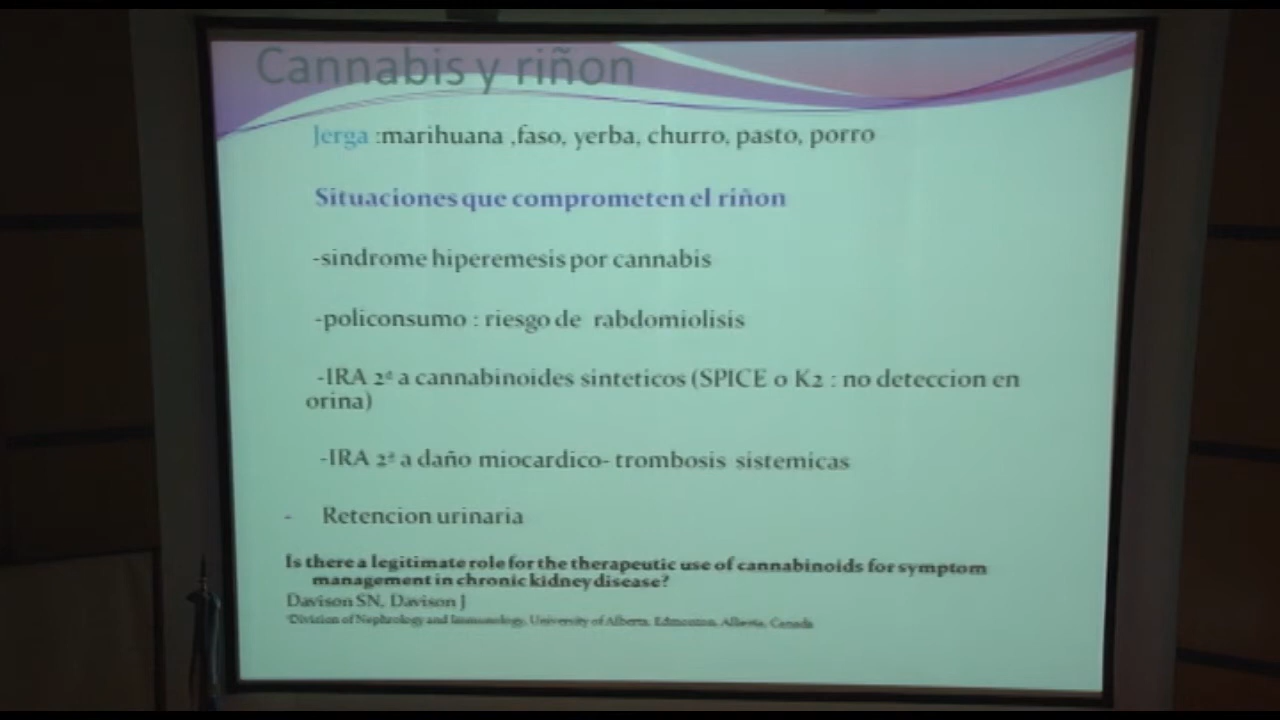 Cannabis y riñon
Jerga :marihuana ,faso, yerba, churro, pasto, porro
Situaciones que comprometen el riñon
-sindrome hiperemesis por cannabis
-policonsumo : riesgo de rabdomiolisis
-IRA 2ª a cannabinoides sinteticos (SPICE o K2 : no deteccion en
orina)
-IRA 2ª a daño miocardico- trombosis sistemicas
- Retencion urinaria
Is there a legitimate role for the therapeutic use of cannabinoids for symptom
management in chronic kidney disease?
Davison SN, Davison J
Division of Nephrology and Immunology, University of Alberta, Edmonton, Alberta, Canada